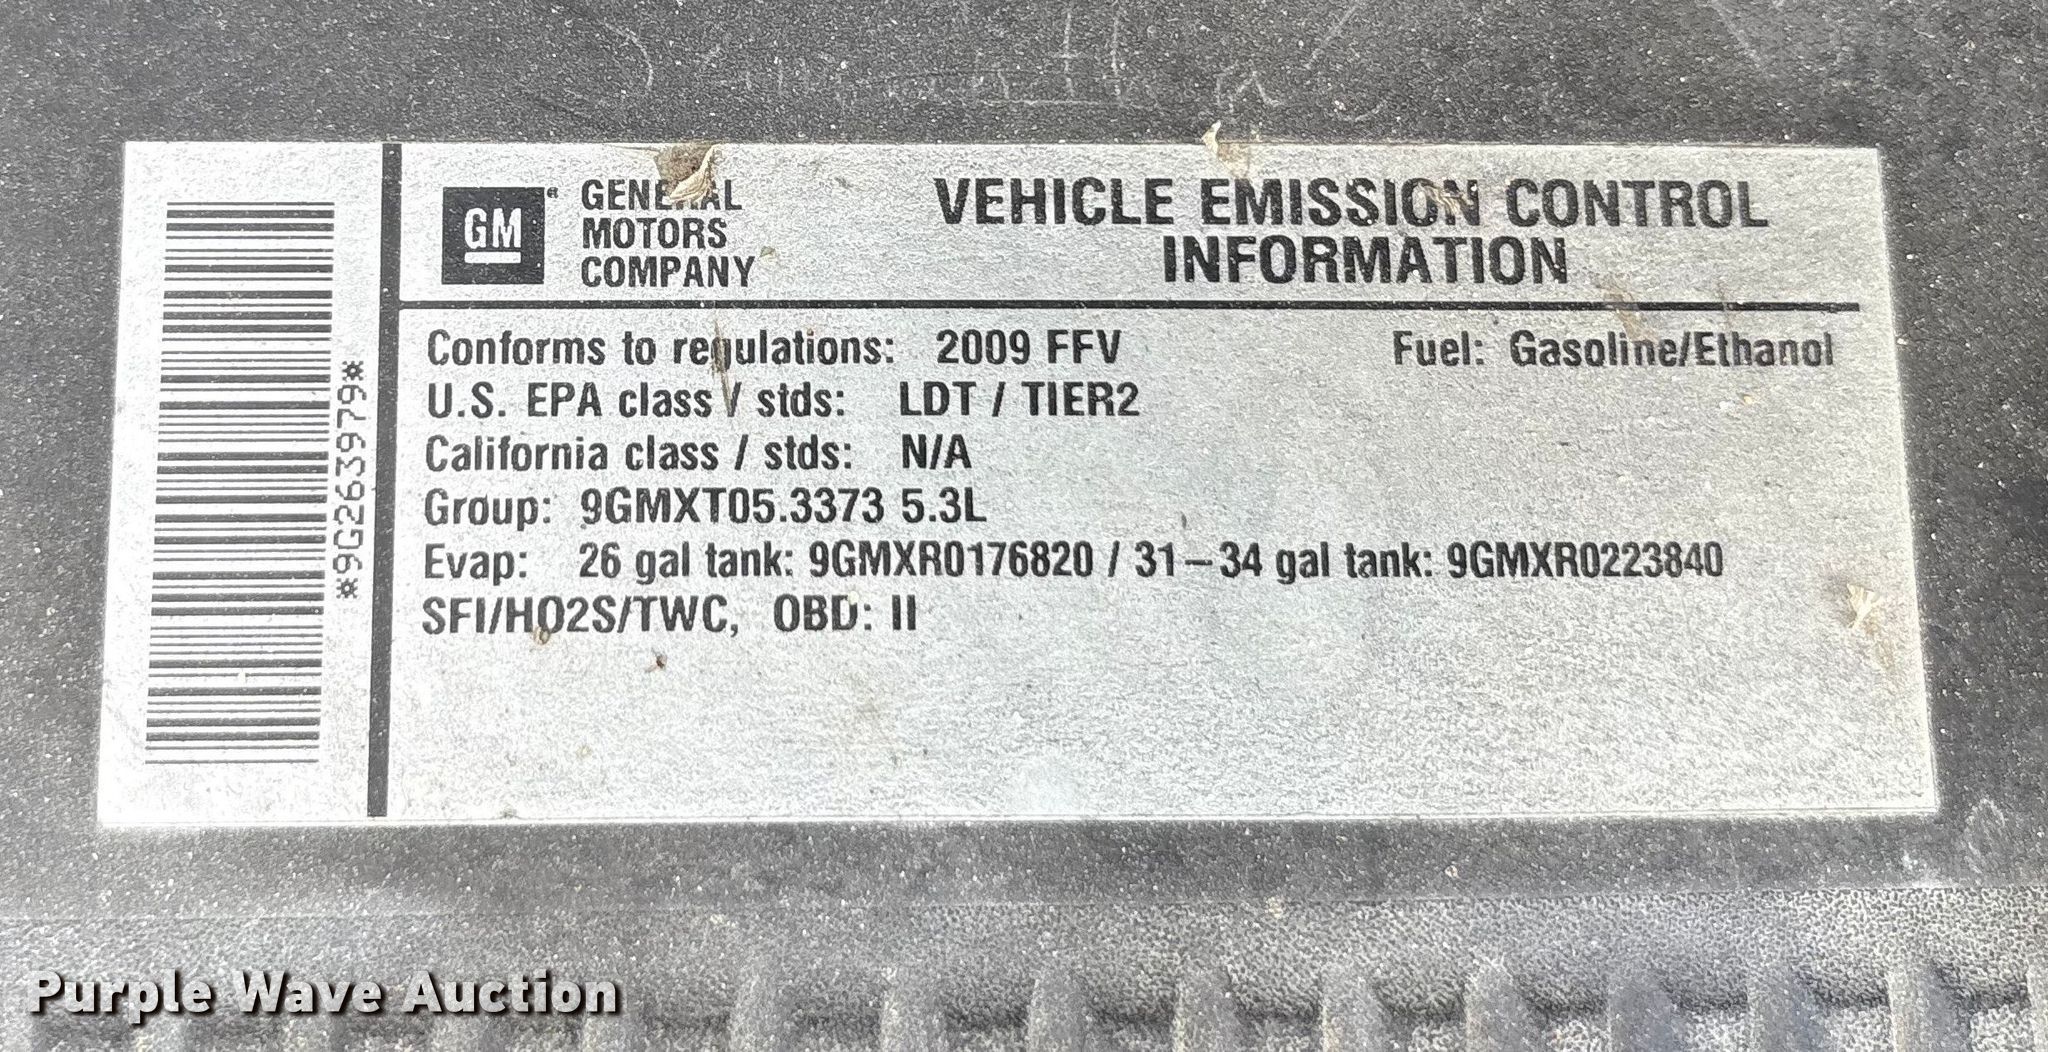 GM
GENERAL
MOTORS
COMPANY
VEHICLE EMISSION CONTROL
INFORMATION
*9G263979*
Conforms to regulations: 2009 FFV Fuel: Gasoline/Ethanol
U.S. EPA class / stds: LDT / TIER2
California class / stds: N/A
Group: 9GMXT05.3373 5.3L
Evap: 26 gal tank: 9GMXR0176820 / 31-34 gal tank: 9GMXR0223840
SFI/HO2S/TWC, OBD: II
Purple Wave Auction